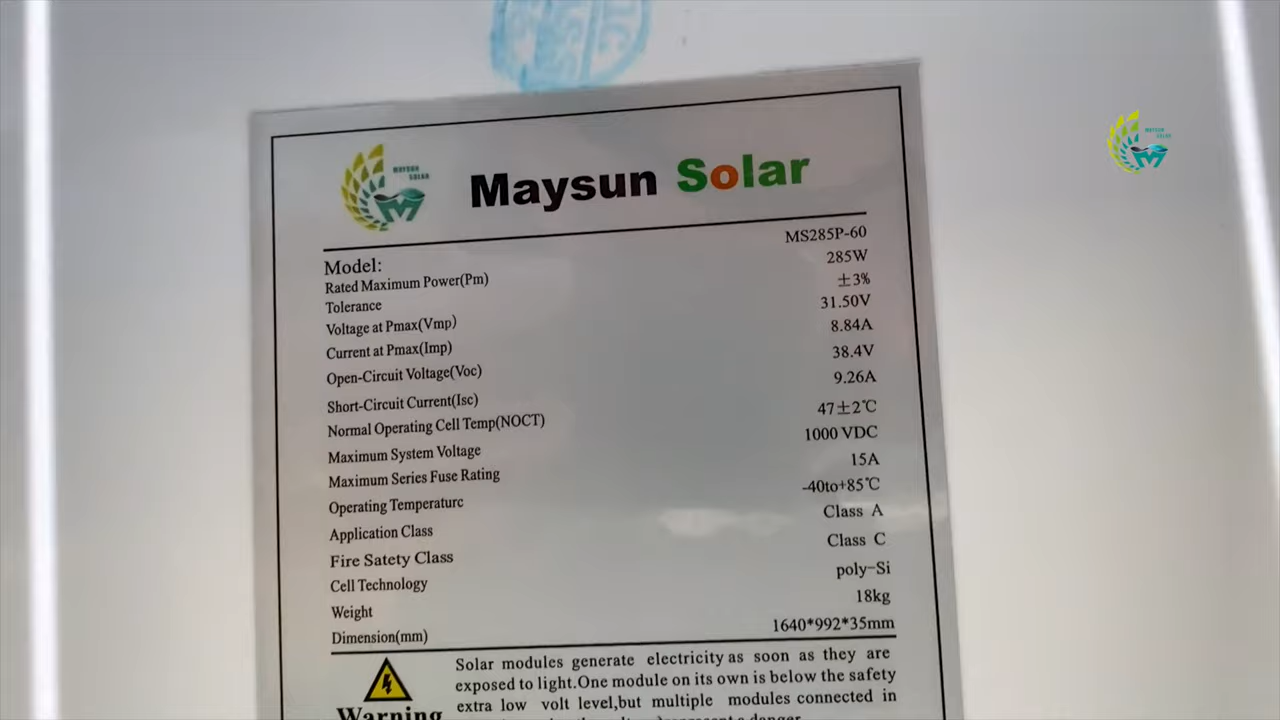 MAYSUN
SOLAR
Maysun Solar
Model: MS285P-60
Rated Maximum Power(Pm) 285W
Tolerance ±3%
Voltage at Pmax(Vmp) 31.50V
Current at Pmax(Imp) 8.84A
Open-Circuit Voltage(Voc) 38.4V
Short-Circuit Current(Isc) 9.26A
Normal Operating Cell Temp(NOCT) 47±2℃
Maximum System Voltage 1000 VDC
Maximum Series Fuse Rating 15A
Operating Temperaturc -40to+85℃
Application Class Class A
Fire Satety Class Class C
Cell Technology poly-Si
Weight 18kg
Dimension(mm) 1640*992*35mm
Solar modules generate electricity as soon as they are
exposed to light.One module on its own is below the safety
extra low volt level,but multiple modules connected in
Warning
a danger.
MAYSUN
SOLAR